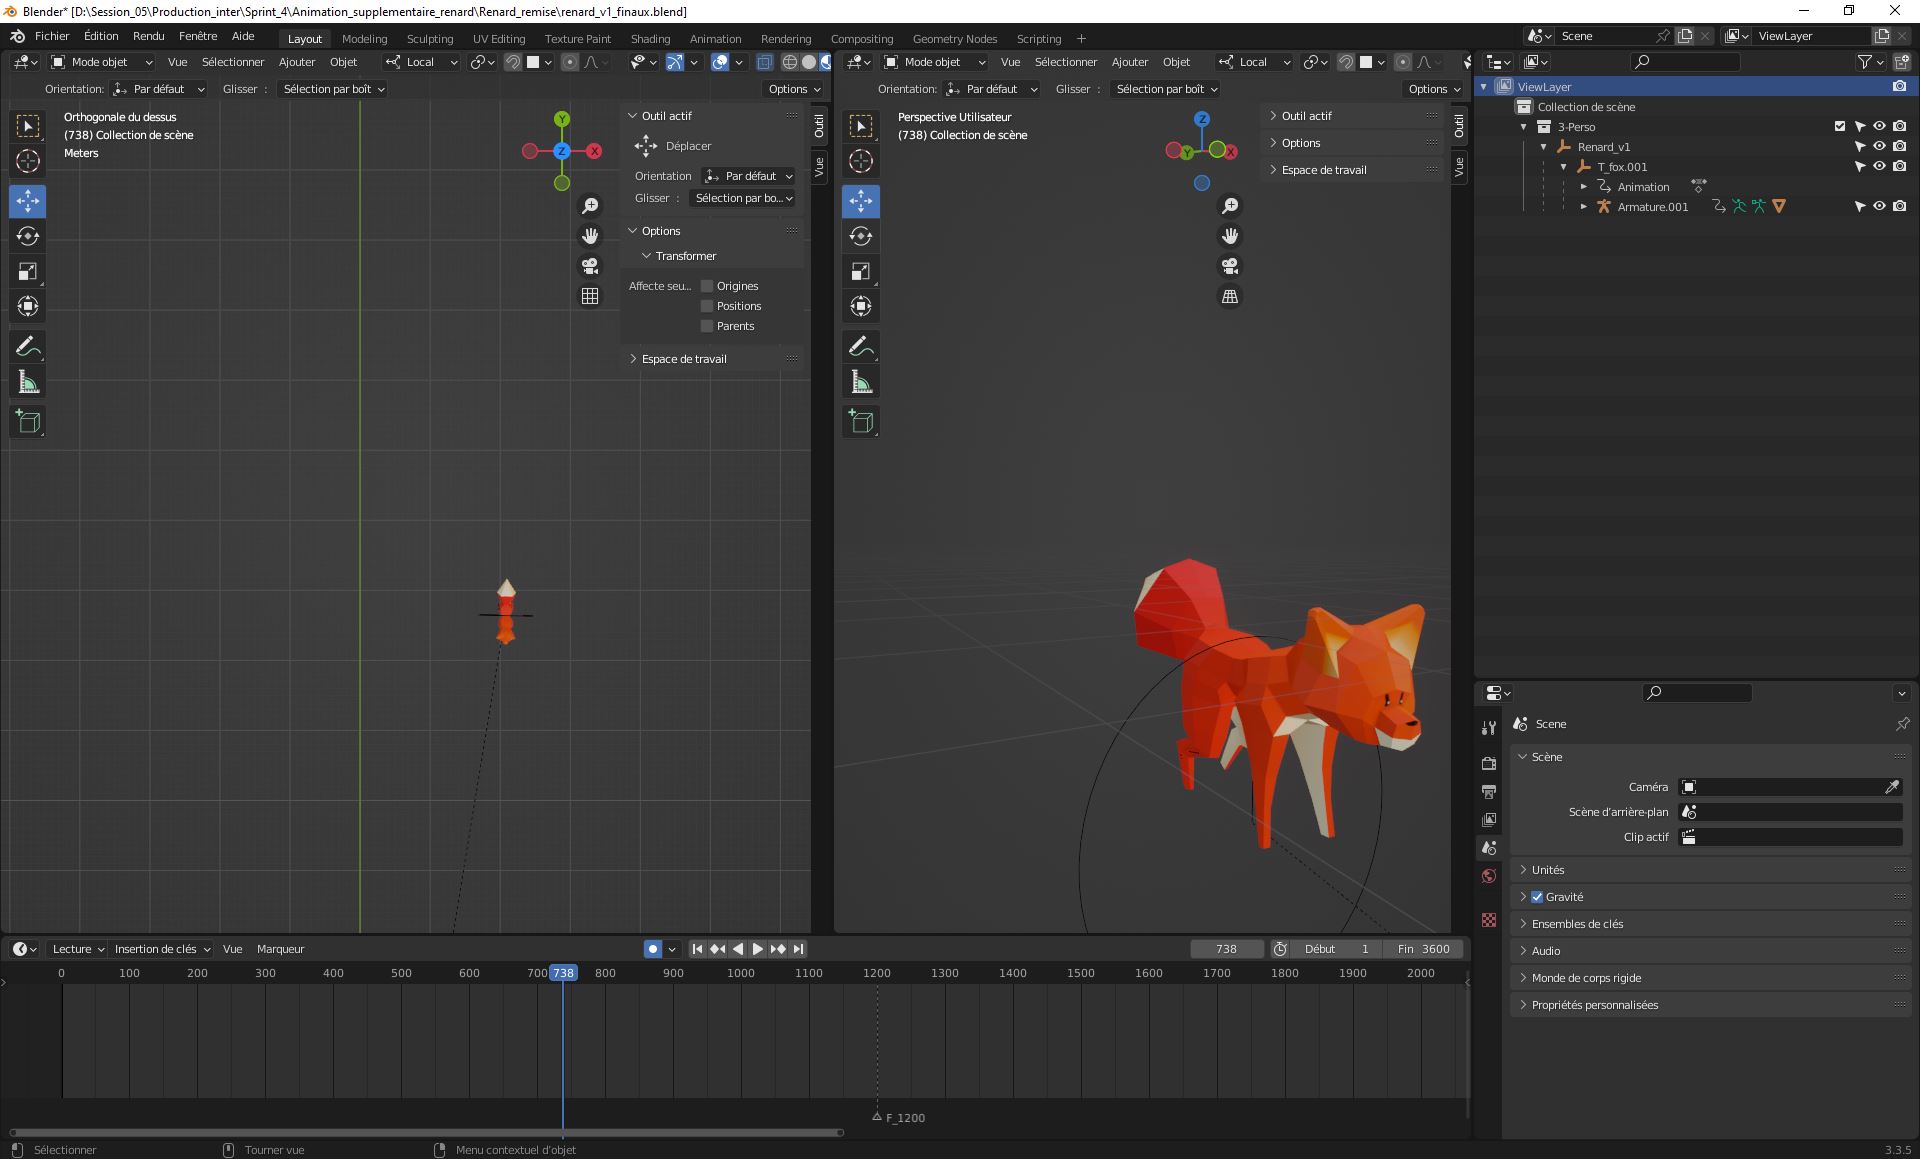 Blender* [D:\Session_05\Production_inter\Sprint_4\Animation_supplementaire_renard\Renard_remise\renard_v1_finaux.blend]
Fichier Édition Rendu Fenêtre Aide Layout Modeling Sculpting UV Editing Texture Paint Shading Animation Rendering Compositing Geometry Nodes Scripting + Scene ViewLayer
Mode objet Vue Sélectionner Ajouter Objet Local
Orientation: Par défaut Glisser : Sélection par boît Options
Orthogonale du dessus
(738) Collection de scène
Meters
Y
Z
X
Outil actif
Déplacer
Orientation Par défaut
Glisser : Sélection par bo...
Options
Transformer
Affecte seu... Origines
Positions
Parents
Espace de travail
Outil
Vue
Mode objet Vue Sélectionner Ajouter Objet Local
Orientation: Par défaut Glisser : Sélection par boît Options
Perspective Utilisateur
(738) Collection de scène
Z
Y
X
Outil actif
Options
Espace de travail
Outil
Vue
ViewLayer
Collection de scène
3-Perso
Renard_v1
T_fox.001
Animation
Armature.001
Scene
Scène
Caméra
Scène d'arrière-plan
Clip actif
Unités
Gravité
Ensembles de clés
Audio
Monde de corps rigide
Propriétés personnalisées
Lecture Insertion de clés Vue Marqueur 738 Début 1 Fin 3600
0 100 200 300 400 500 600 700 738 800 900 1000 1100 1200 1300 1400 1500 1600 1700 1800 1900 2000
F_1200
Sélectionner Tourner vue Menu contextuel d'objet 3.3.5